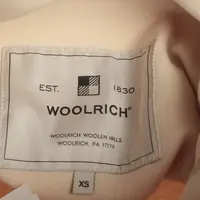 EST. 1830
WOOLRICH®
WOOLRICH WOOLEN MILLS
WOOLRICH, PA 17779
XS